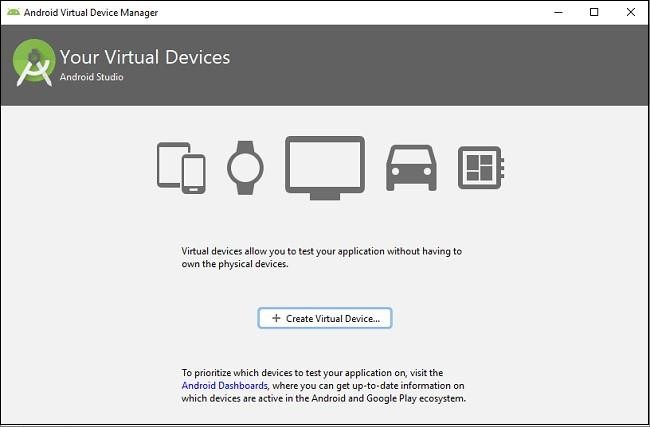 Android Virtual Device Manager
Your Virtual Devices
Android Studio
Virtual devices allow you to test your application without having to
own the physical devices.
+ Create Virtual Device...
To prioritize which devices to test your application on, visit the
Android Dashboards, where you can get up-to-date information on
which devices are active in the Android and Google Play ecosystem.